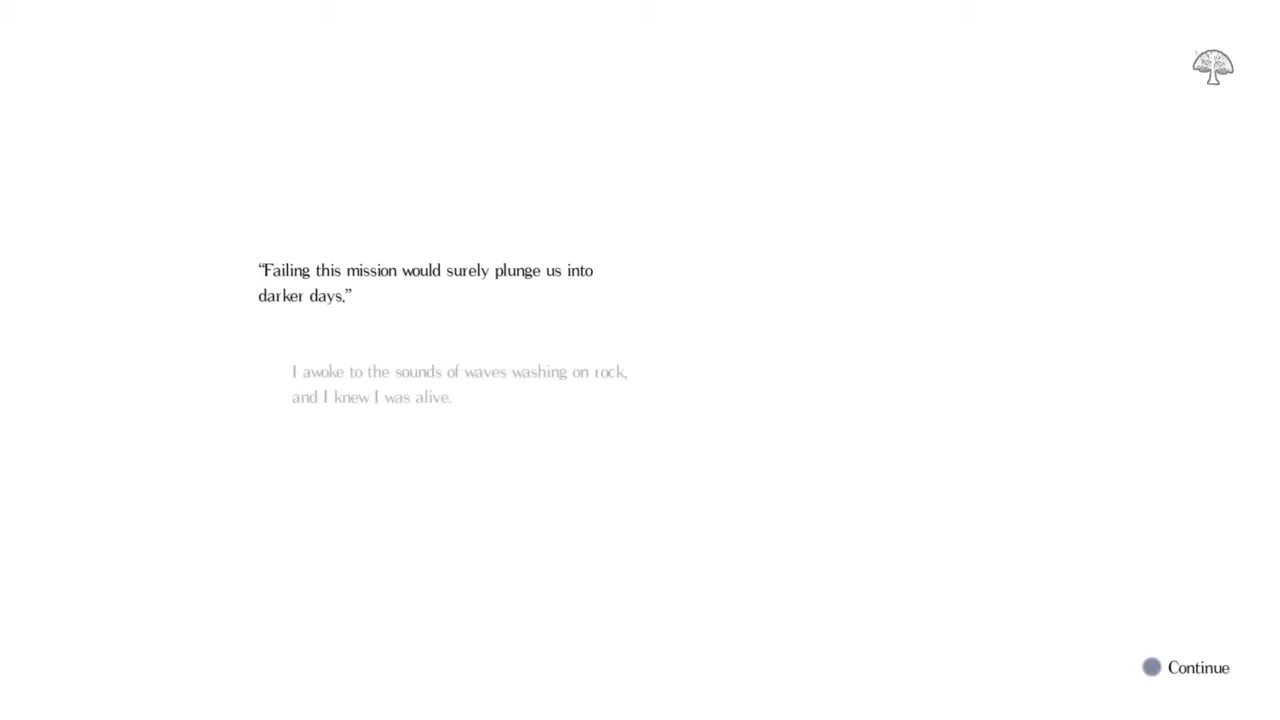 “Failing this mission would surely plunge us into
darker days.”
I awoke to the sounds of waves washing on rock,
and I knew I was alive.
Continue